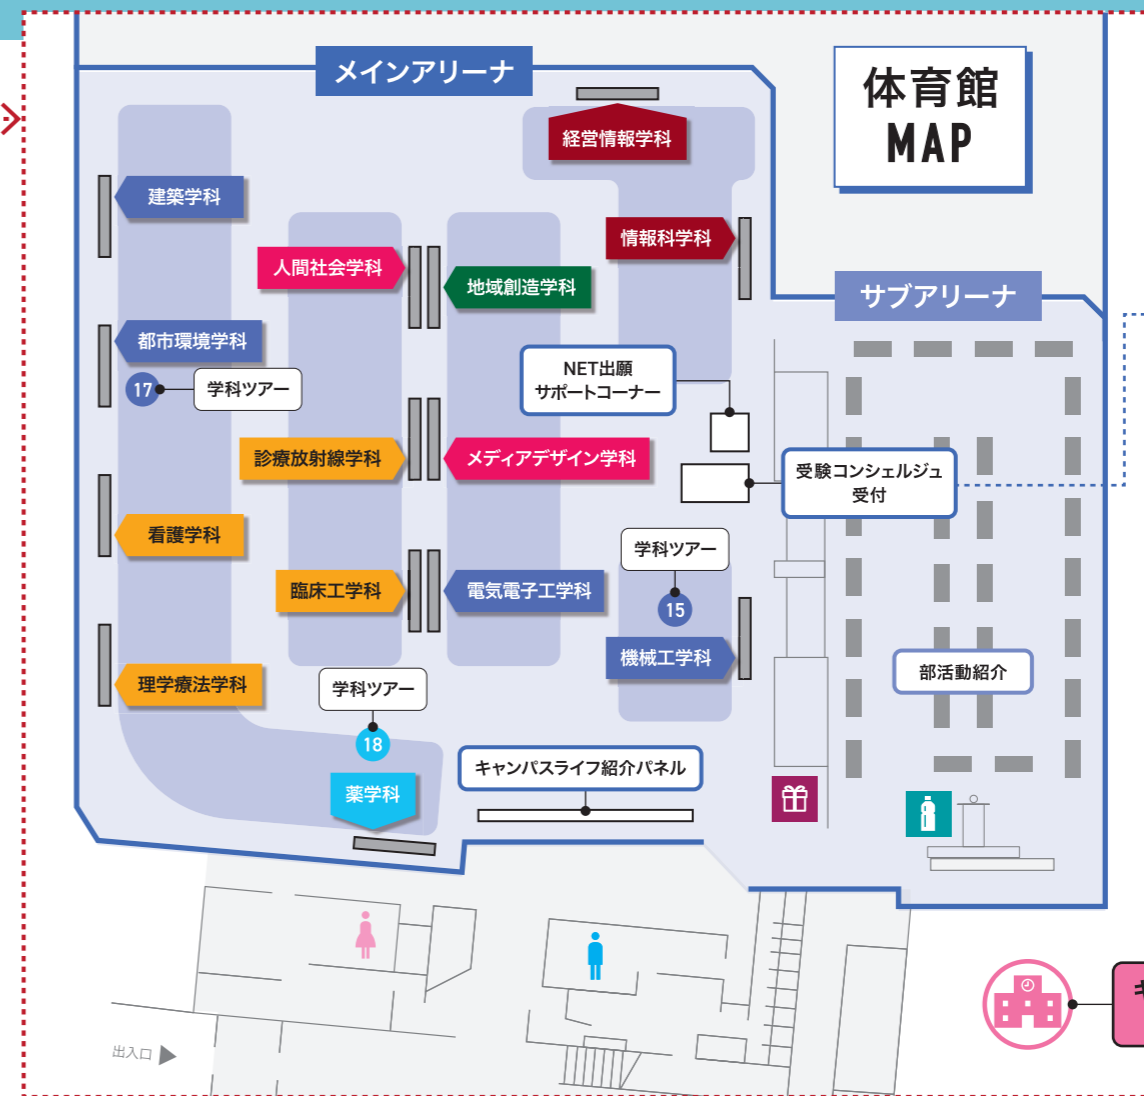 メインアリーナ
体育館
MAP
経営情報学科
建築学科
情報科学科
人間社会学科
地域創造学科
サブアリーナ
都市環境学科
17
学科ツアー
NET出願
サポートコーナー
診療放射線学科
メディアデザイン学科
受験コンシェルジュ
受付
看護学科
学科ツアー
15
臨床工学科
電気電子工学科
機械工学科
部活動紹介
理学療法学科
学科ツアー
18
薬学科
キャンパスライフ紹介パネル
出入口